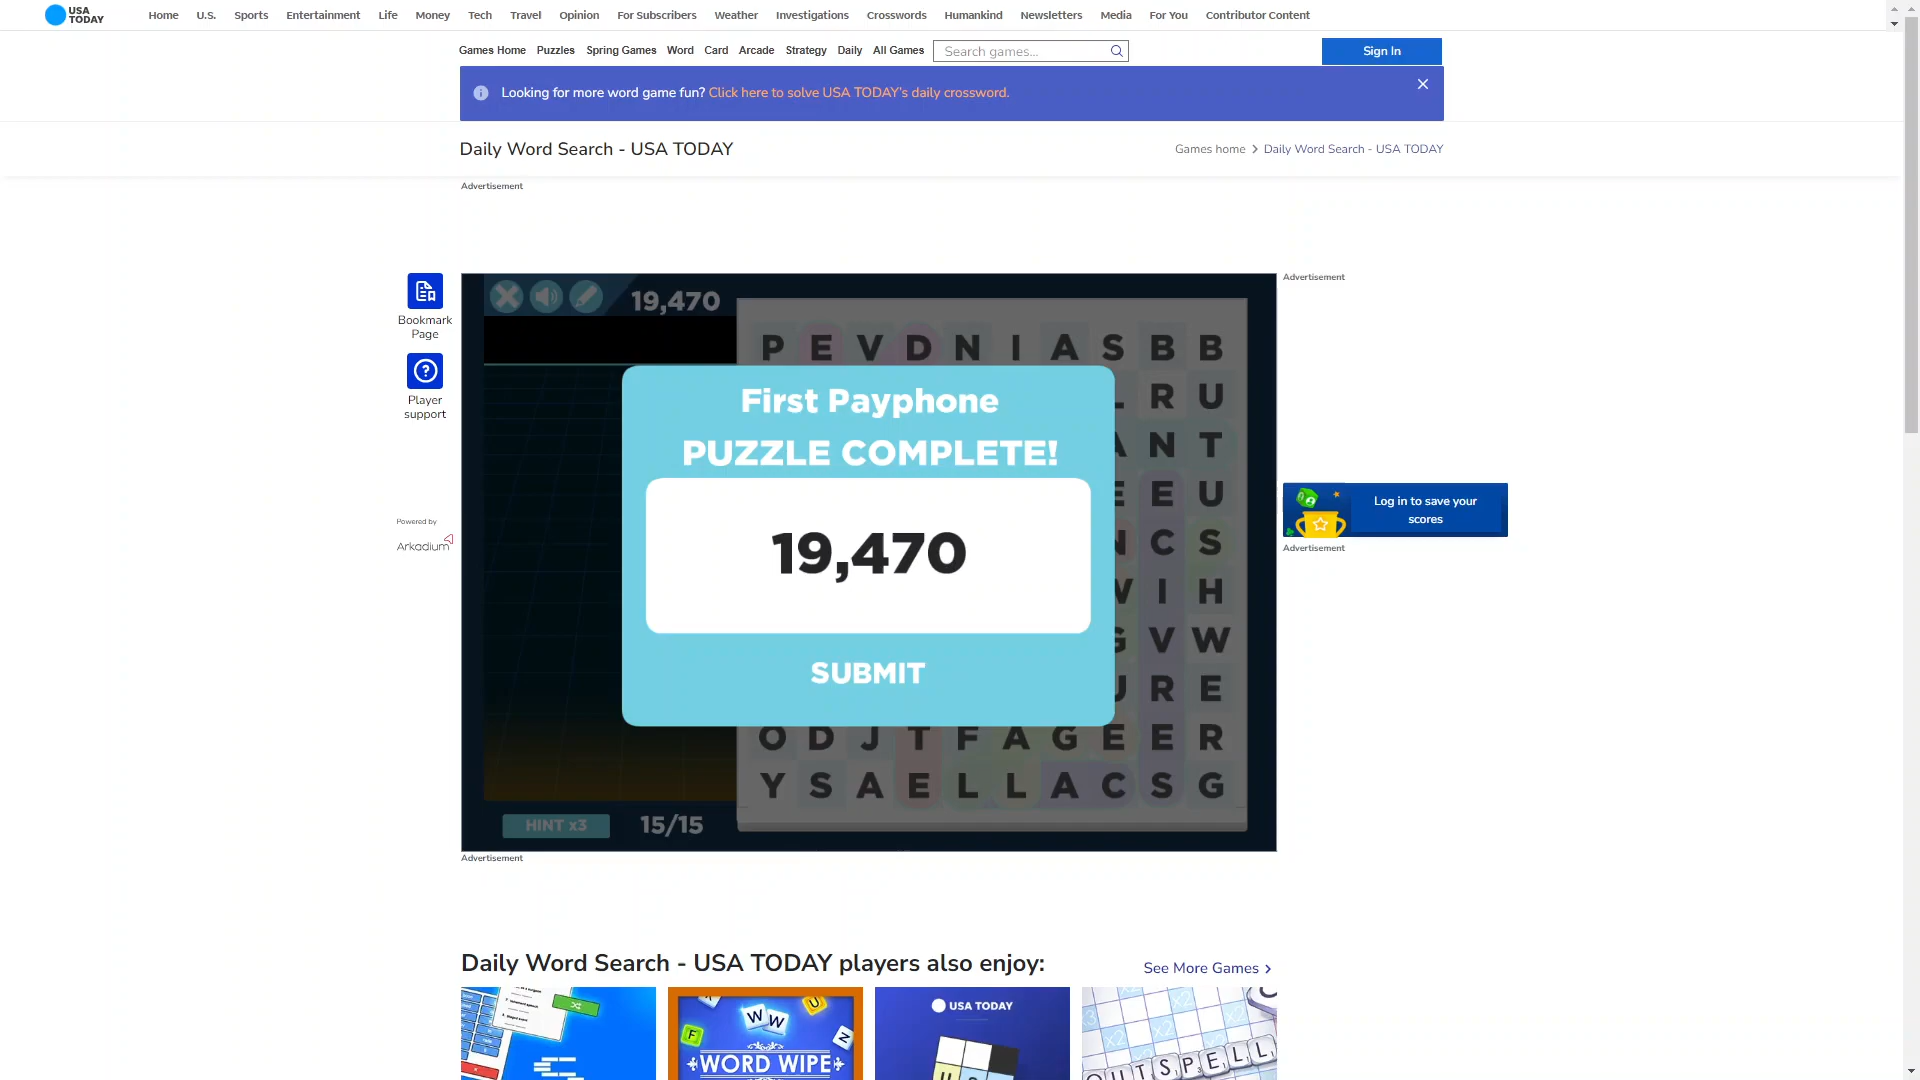 USA TODAY
Home U.S. Sports Entertainment Life Money Tech Travel Opinion For Subscribers Weather Investigations Crosswords Humankind Newsletters Media For You Contributor Content
Games Home Puzzles Spring Games Word Card Arcade Strategy Daily All Games Search games... Sign In
Looking for more word game fun? Click here to solve USA TODAY's daily crossword.
Daily Word Search - USA TODAY
Games home > Daily Word Search - USA TODAY
Advertisement
Bookmark
Page
Player
support
Powered by
Arkadium
19,470
P E V D N I A S B B
L R U
A N T
E E U
N C S
W I H
G V W
U R E
O D J T F A G E E R
Y S A E L L A C S G
First Payphone
PUZZLE COMPLETE!
19,470
SUBMIT
HINT x3 15/15
Advertisement
Log in to save your
scores
Advertisement
Advertisement
Daily Word Search - USA TODAY players also enjoy:
See More Games >
WORD WIPE
USA TODAY
OUTSPELL